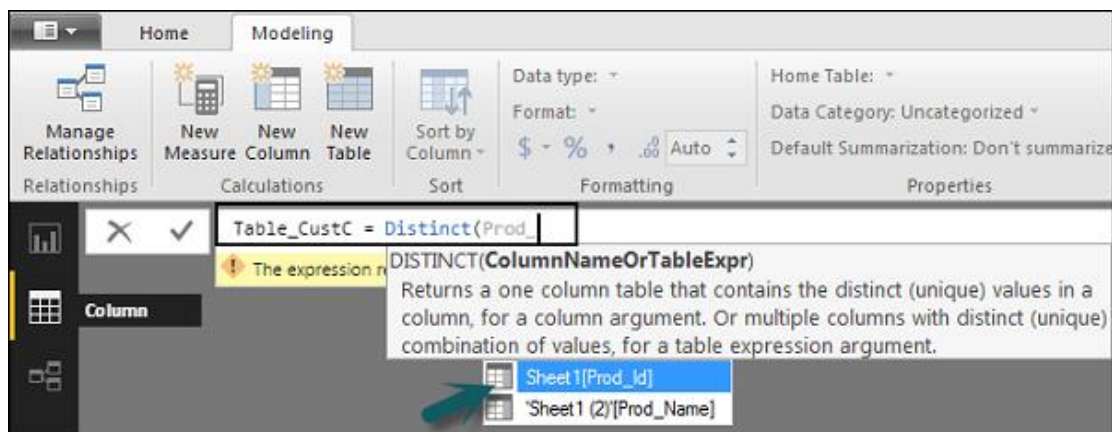 Home Modeling
Manage Relationships
New Measure
New Column
New Table
Sort by Column
Data type:
Format:
$ % , .00 Auto
Home Table:
Data Category: Uncategorized
Default Summarization: Don't summarize
Relationships Calculations Sort Formatting Properties
Table_CustC = Distinct(Prod_
The expression re
DISTINCT(ColumnNameOrTableExpr)
Returns a one column table that contains the distinct (unique) values in a
column, for a column argument. Or multiple columns with distinct (unique)
combination of values, for a table expression argument.
Column
Sheet1[Prod_Id]
'Sheet1 (2)'[Prod_Name]